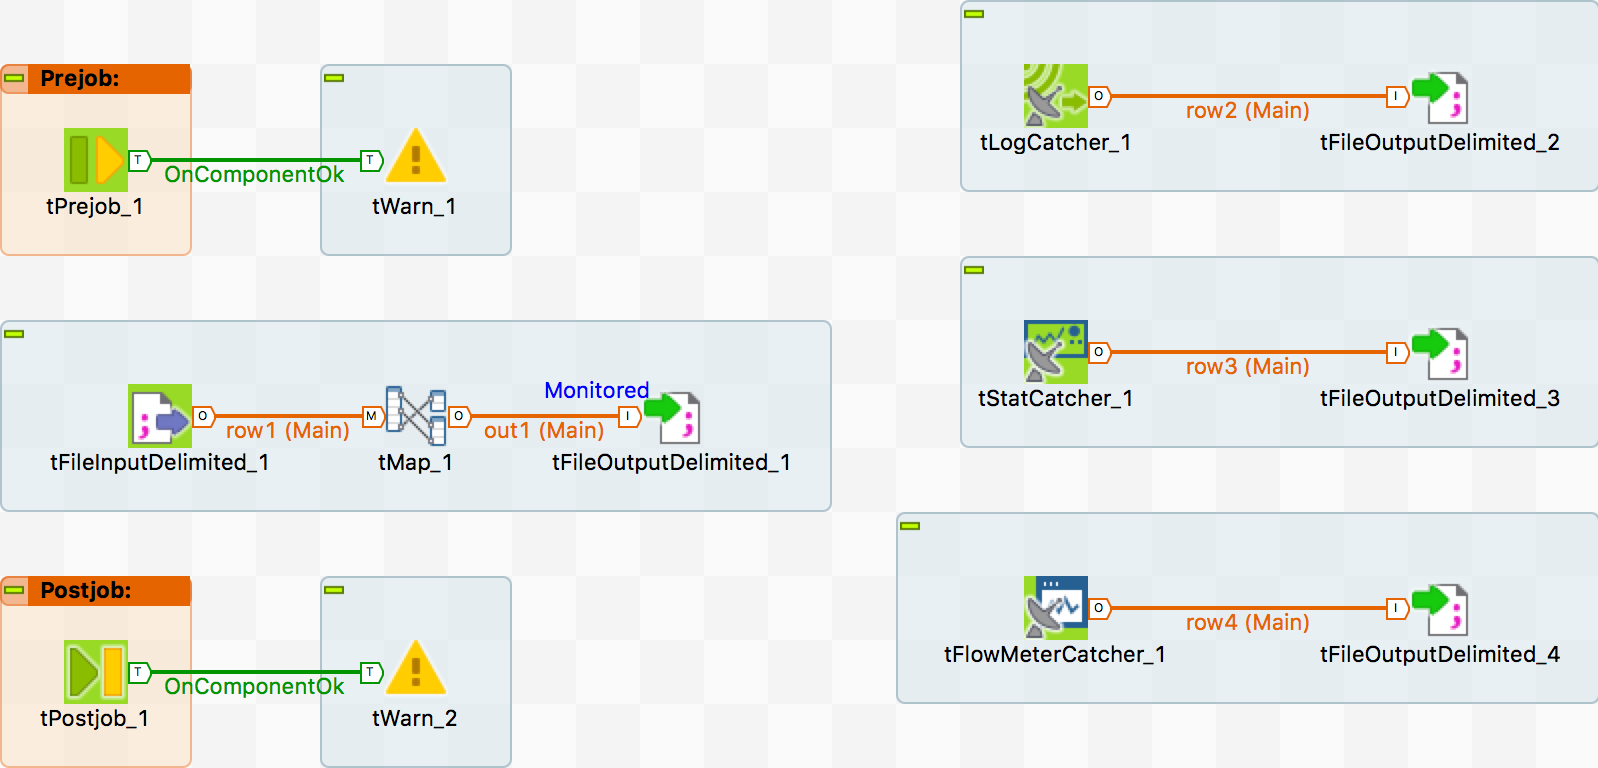 Prejob:
T
T
OnComponentOk
tPrejob_1
tWarn_1
Monitored
O
M
O
I
row1 (Main)
out1 (Main)
tFileInputDelimited_1
tMap_1
tFileOutputDelimited_1
Postjob:
T
T
OnComponentOk
tPostjob_1
tWarn_2
O
I
row2 (Main)
tLogCatcher_1
tFileOutputDelimited_2
O
I
row3 (Main)
tStatCatcher_1
tFileOutputDelimited_3
O
I
row4 (Main)
tFlowMeterCatcher_1
tFileOutputDelimited_4